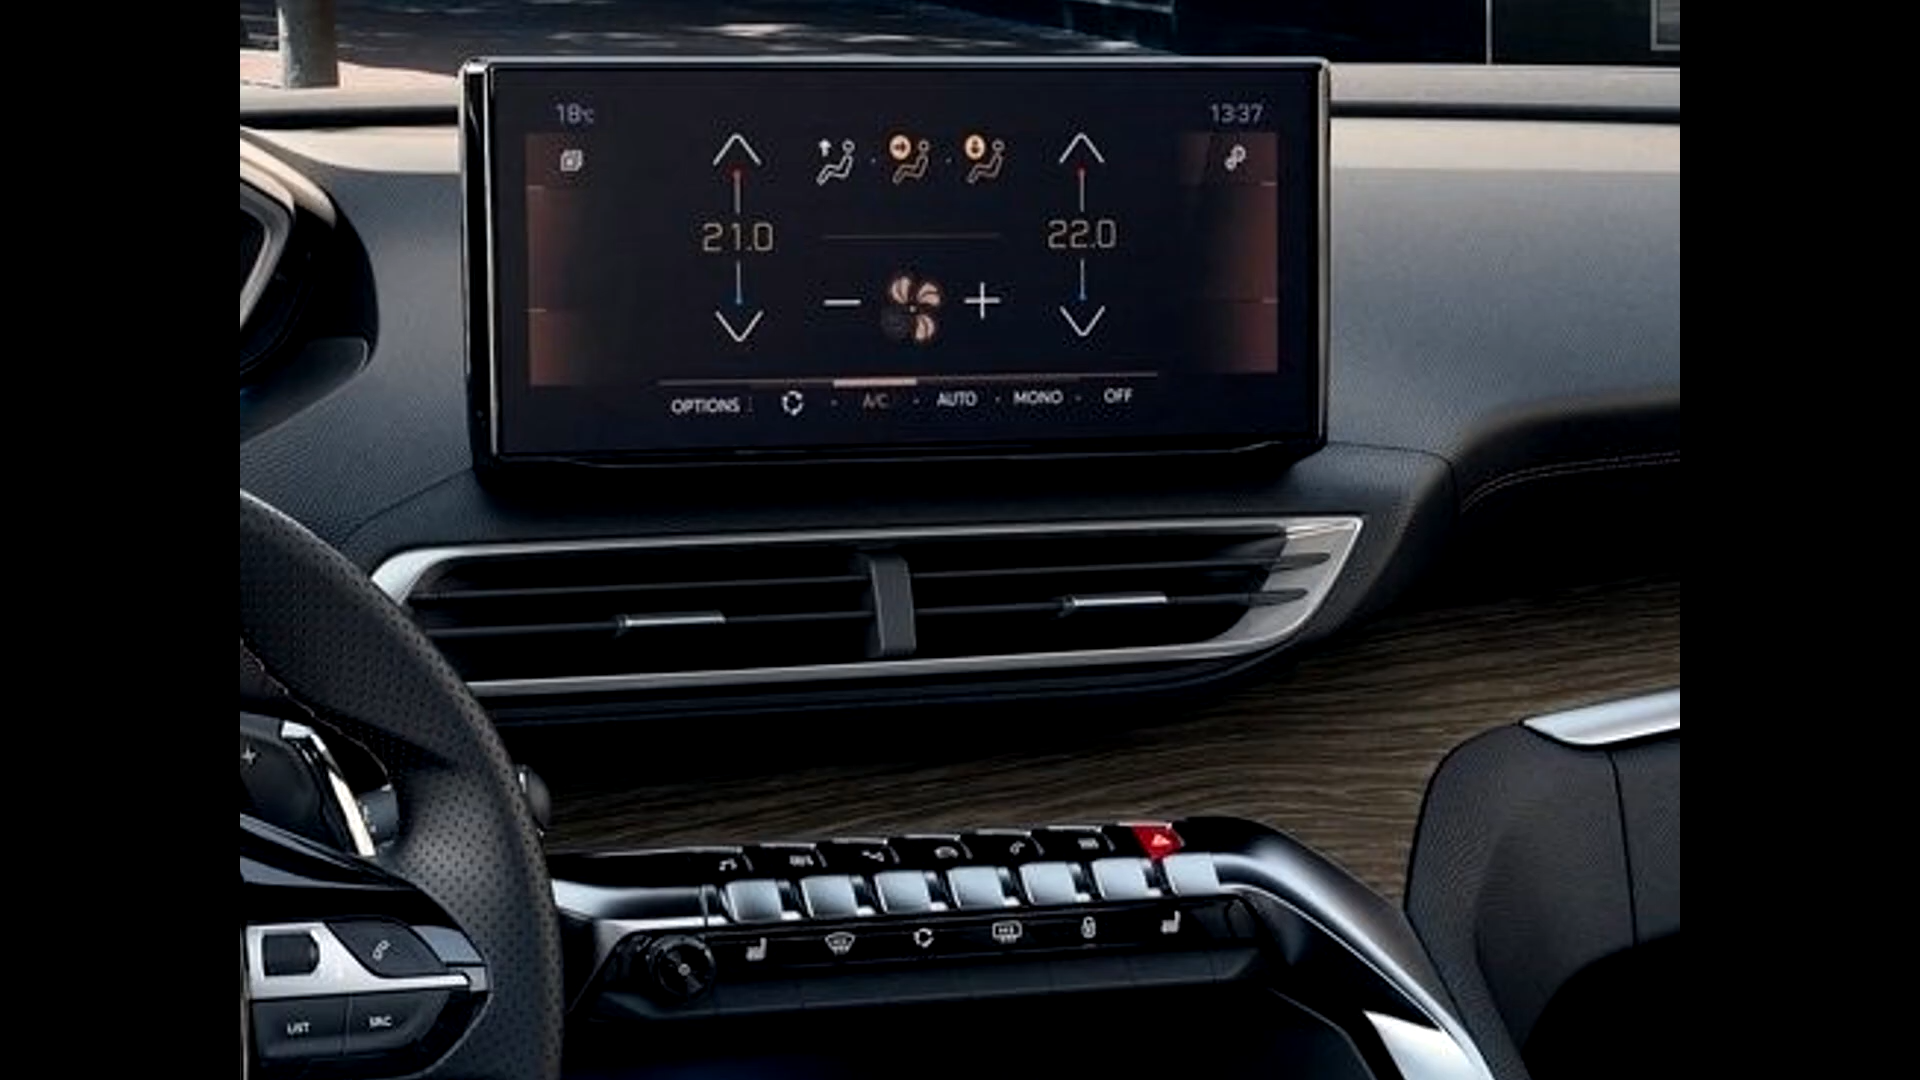 18°C
13:37
21.0
22.0
OPTIONS
A/C
AUTO
MONO
OFF
LIST
SRC